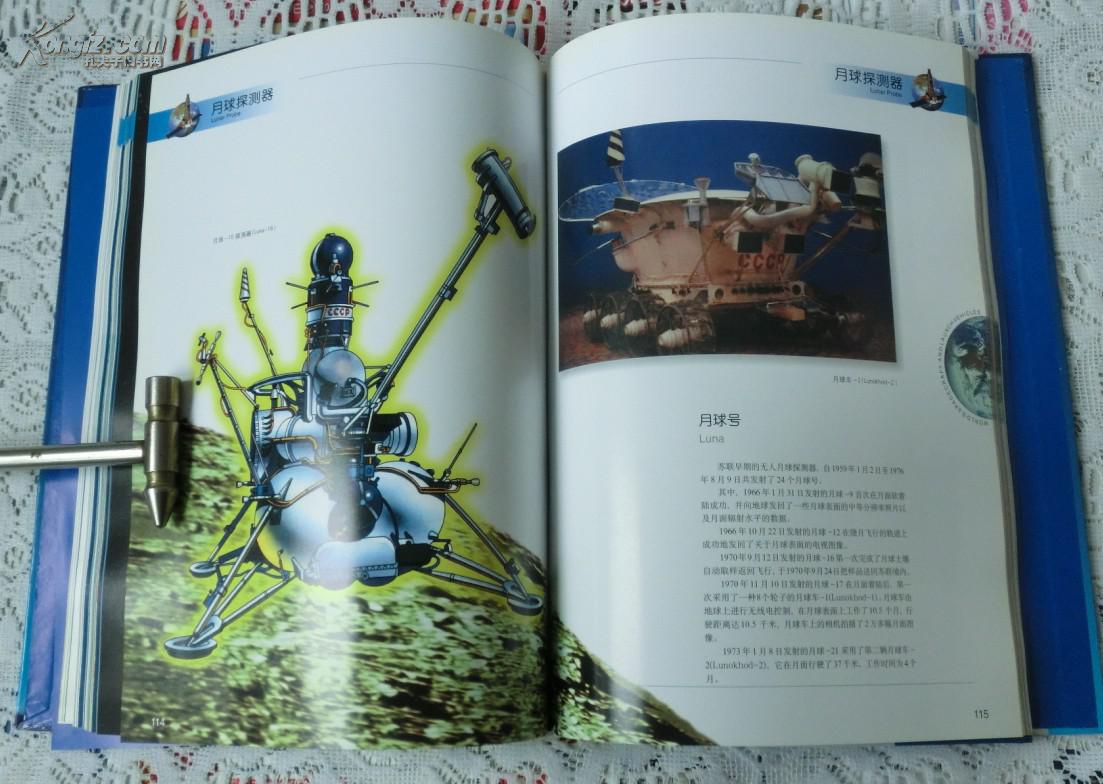 Kongfz.com
孔夫子旧书网
月球探测器
Lunar Probe
月球-16探测器(Luna-16)
CCCP
114
月球探测器
Lunar Probe
CCCP
月球车-2(Lunokhod-2)
月球号
Luna
苏联早期的无人月球探测器，自1959年1月2日至1976
年8月9日共发射了24个月球号。
其中，1966年1月31日发射的月球-9首次在月面软着
陆成功，并向地球发回了一些月球表面的中等分辨率照片以
及月面辐射水平的数据。
1966年10月22日发射的月球-12在绕月飞行的轨道上
成功地发回了关于月球表面的电视图像。
1970年9月12日发射的月球-16第一次完成了月球土壤
自动取样返回飞行，于1970年9月24日把样品送回苏联境内。
1970年11月10日发射的月球-17在月面着陆后，第一
次采用了一种8个轮子的月球车-1(Lunokhod-1)，月球车由
地球上进行无线电控制，在月球表面上工作了10.5个月，行
驶距离达10.5千米，月球车上的相机拍摄了2万多幅月面图
像。
1973年1月8日发射的月球-21采用了第二辆月球车-
2(Lunokhod-2)，它在月面行驶了37千米，工作时间为4个
月。
WORLD'S SPACECRAFT AND LAUNCH VEHICLES
115